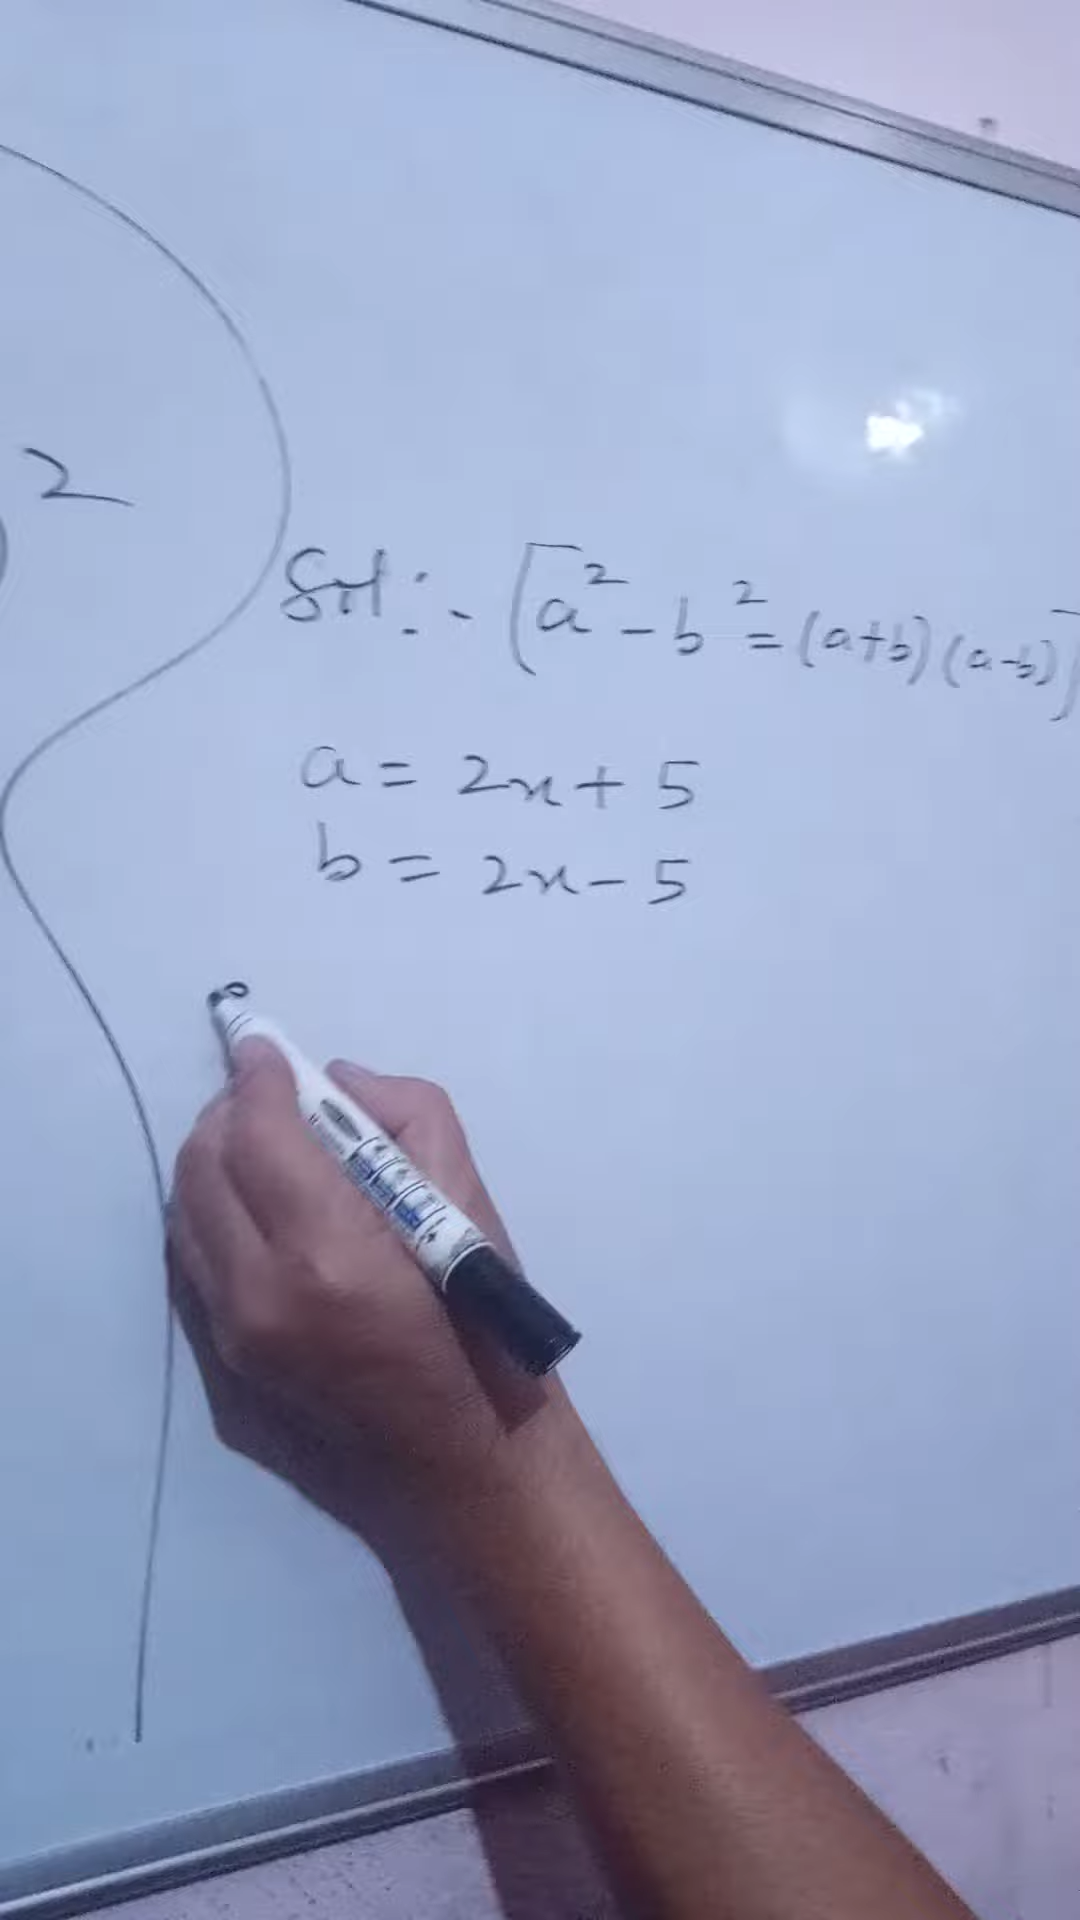 2
Sol:- [a² - b² = (a+b)(a-b)]
a = 2x + 5
b = 2x - 5